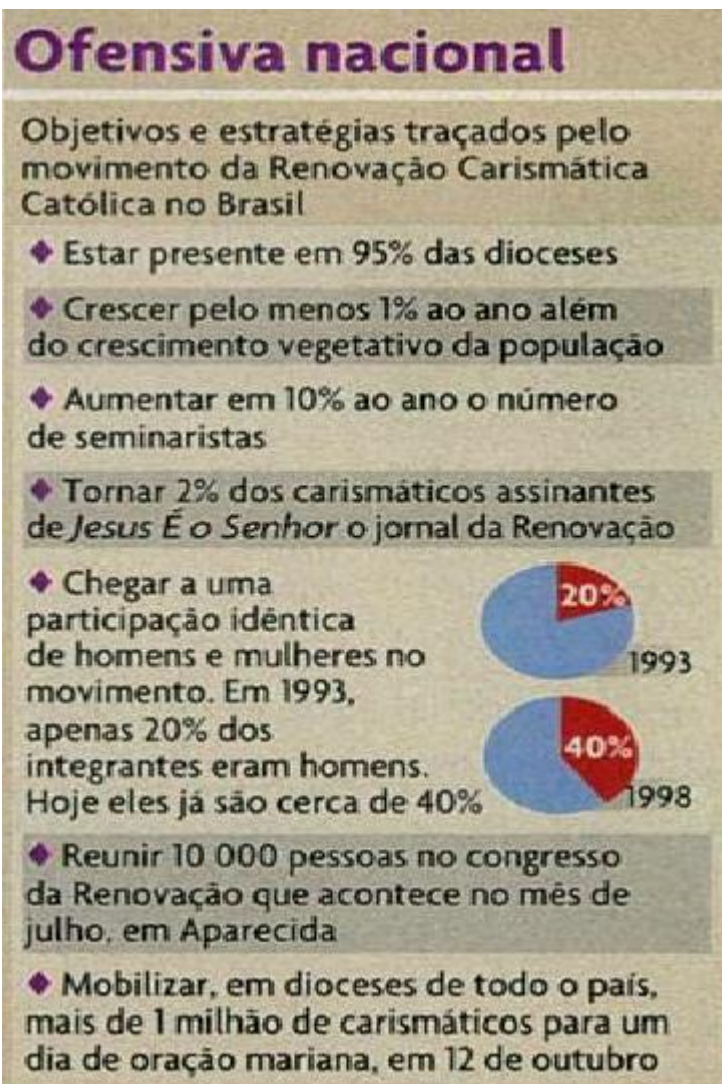 Ofensiva nacional
Objetivos e estratégias traçados pelo
movimento da Renovação Carismática
Católica no Brasil
◆ Estar presente em 95% das dioceses
◆ Crescer pelo menos 1% ao ano além
do crescimento vegetativo da população
◆ Aumentar em 10% ao ano o número
de seminaristas
◆ Tornar 2% dos carismáticos assinantes
de Jesus É o Senhor o jornal da Renovação
◆ Chegar a uma
participação idêntica
de homens e mulheres no
movimento. Em 1993,
apenas 20% dos
integrantes eram homens.
Hoje eles já são cerca de 40%
20%
1993
40%
1998
◆ Reunir 10 000 pessoas no congresso
da Renovação que acontece no mês de
julho, em Aparecida
◆ Mobilizar, em dioceses de todo o país,
mais de 1 milhão de carismáticos para um
dia de oração mariana, em 12 de outubro